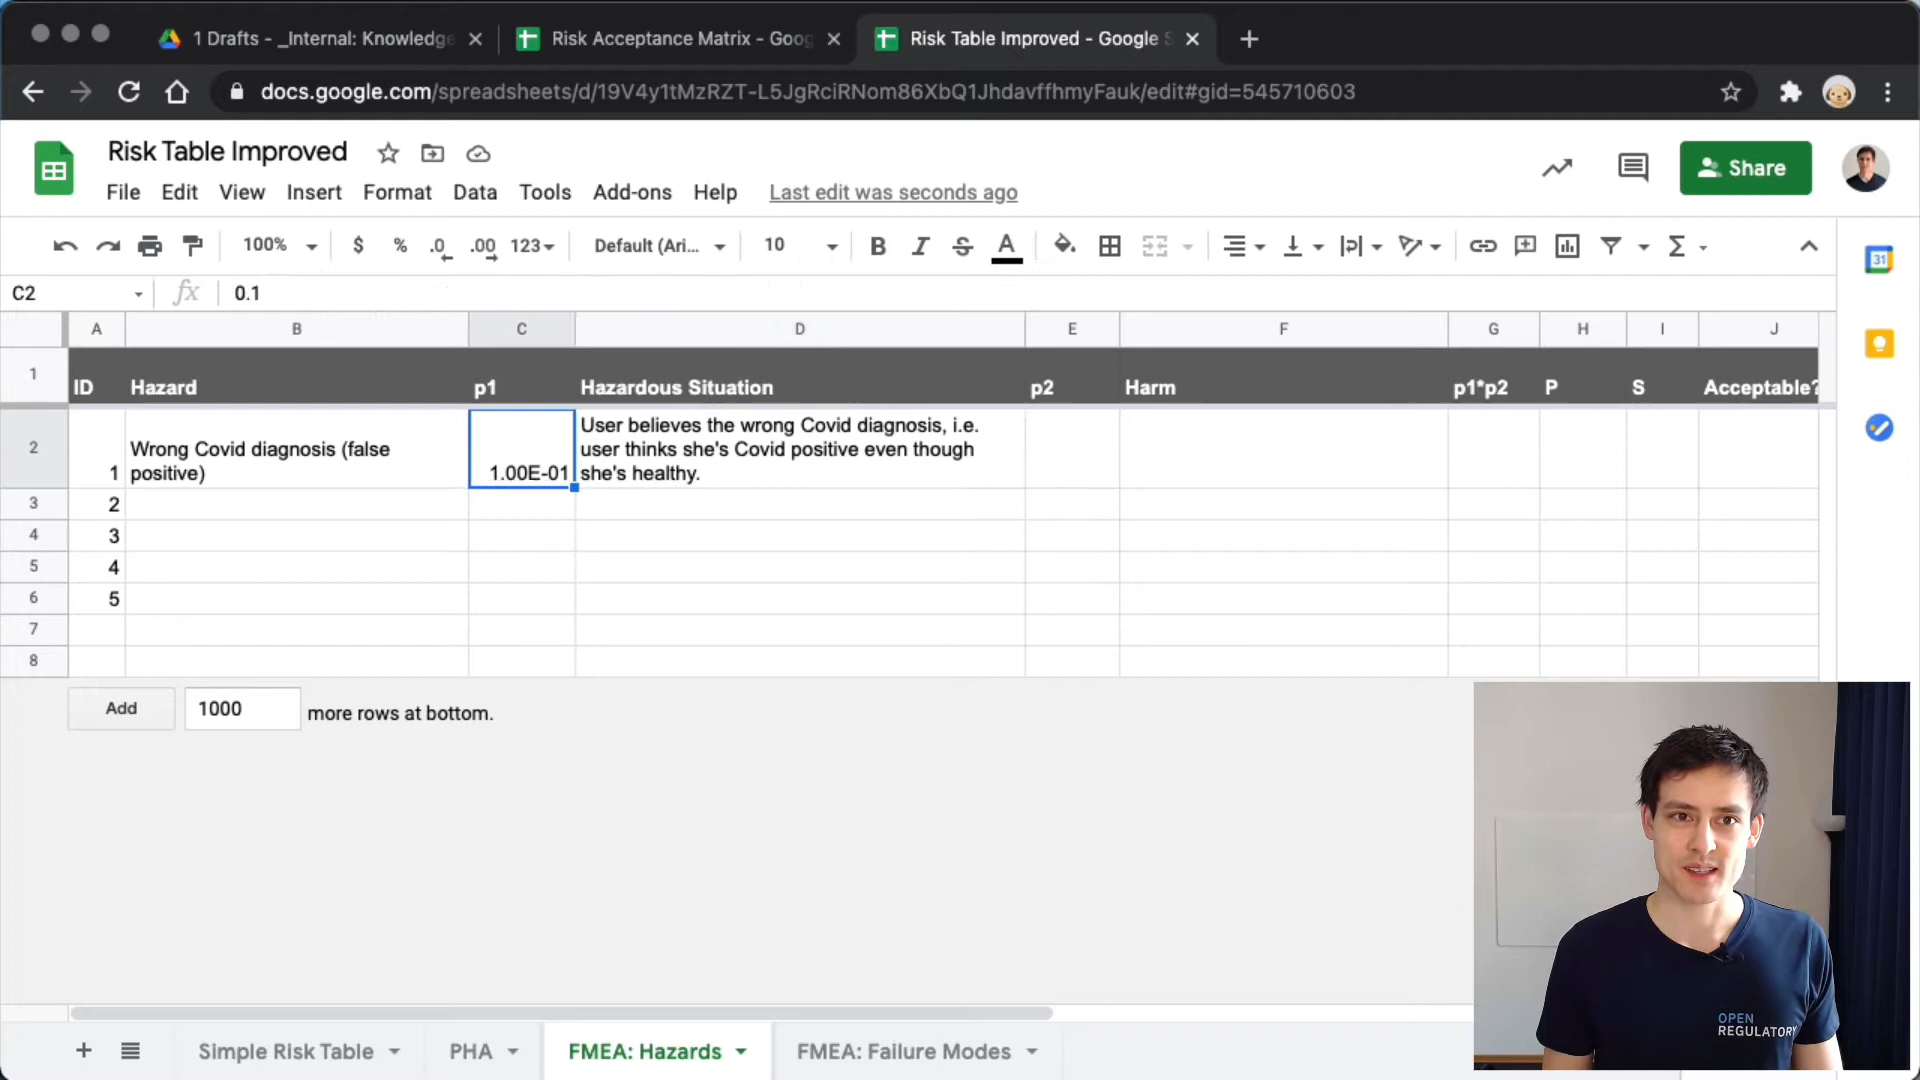 1 Drafts - _Internal: Knowledge
Risk Acceptance Matrix - Goog
Risk Table Improved - Google S
docs.google.com/spreadsheets/d/19V4y1tMzRZT-L5JgRciRNom86XbQ1JhdavffhmyFauk/edit#gid=545710603
Risk Table Improved
Share
File Edit View Insert Format Data Tools Add-ons Help Last edit was seconds ago
100% $ % .0 .00 123 Default (Ari... 10 B I S A Σ
31
C2 fx 0.1
A B C D E F G H I J
1 ID Hazard p1 Hazardous Situation p2 Harm p1*p2 P S Acceptable?
User believes the wrong Covid diagnosis, i.e.
2 Wrong Covid diagnosis (false user thinks she's Covid positive even though
1 positive) 1.00E-01 she's healthy.
3 2
4 3
5 4
6 5
7
8
Add 1000 more rows at bottom.
OPEN
REGULATORY
Simple Risk Table PHA FMEA: Hazards FMEA: Failure Modes